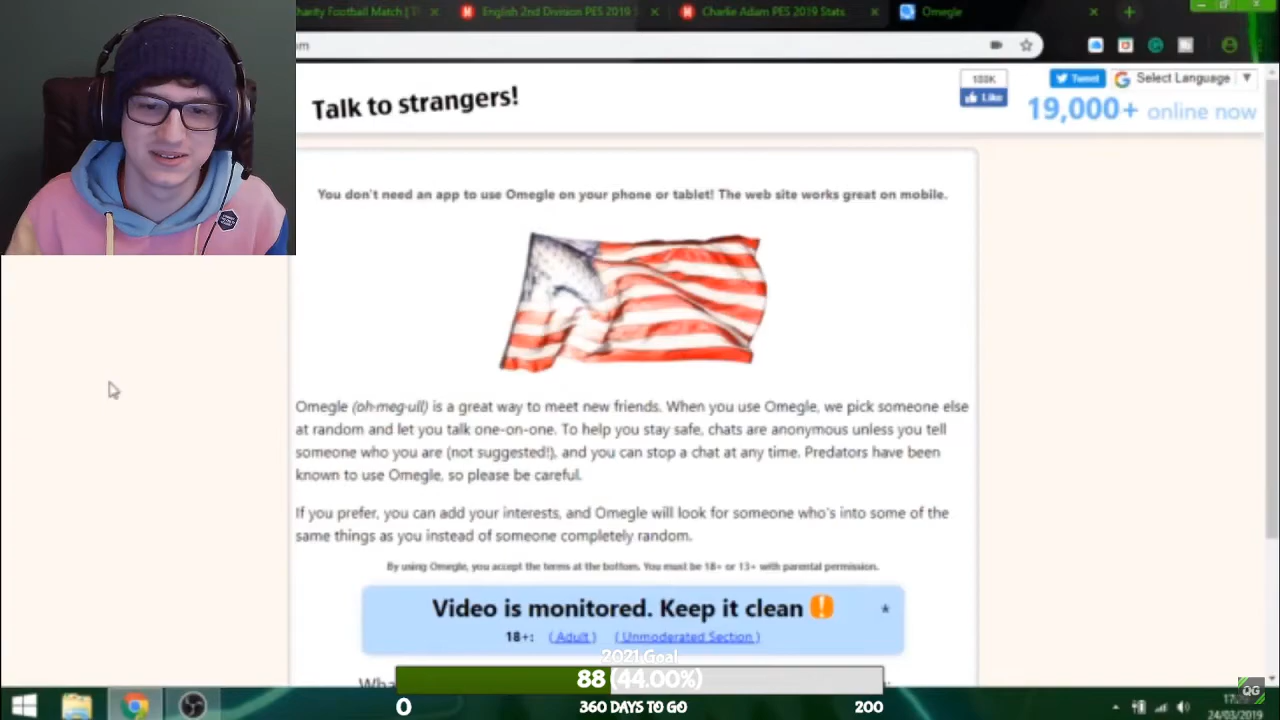 English 2nd Division PES 2019
Charlie Adam PES 2019 Stats
Omegle
Talk to strangers!
Like
Tweet
Select Language
19,000+ online now
You don't need an app to use Omegle on your phone or tablet! The web site works great on mobile.
Omegle (oh·meg·ull) is a great way to meet new friends. When you use Omegle, we pick someone else
at random and let you talk one-on-one. To help you stay safe, chats are anonymous unless you tell
someone who you are (not suggested!), and you can stop a chat at any time. Predators have been
known to use Omegle, so please be careful.
If you prefer, you can add your interests, and Omegle will look for someone who's into some of the
same things as you instead of someone completely random.
By using Omegle, you accept the terms at the bottom. You must be 18+ or 13+ with parental permission.
Video is monitored. Keep it clean
18+: (Adult) (Unmoderated Section)
2021 Goal
88 (44.00%)
0 360 DAYS TO GO 200
QG
24/03/2019